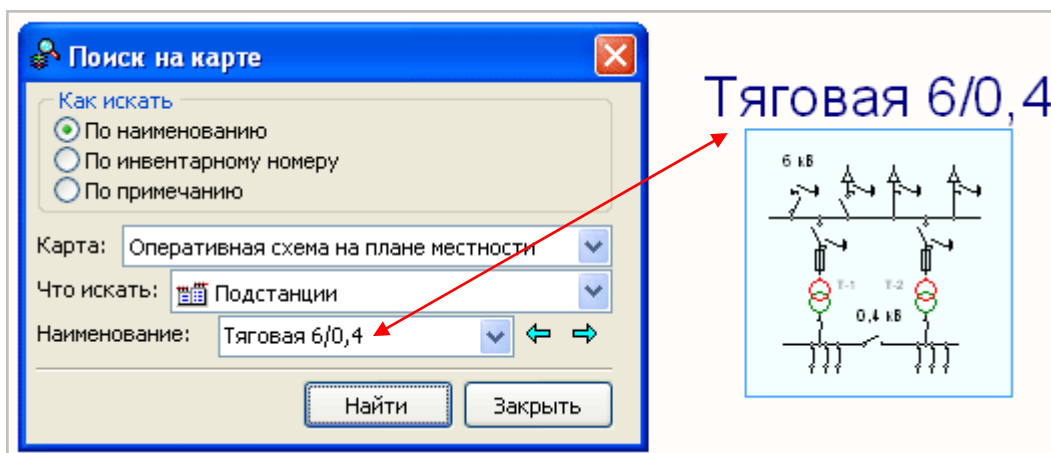 Поиск на карте
Как искать
По наименованию
По инвентарному номеру
По примечанию
Карта: Оперативная схема на плане местности
Что искать: Подстанции
Наименование: Тяговая 6/0,4
Найти Закрыть
Тяговая 6/0,4
6 кВ
Т-1 Т-2
0,4 кВ